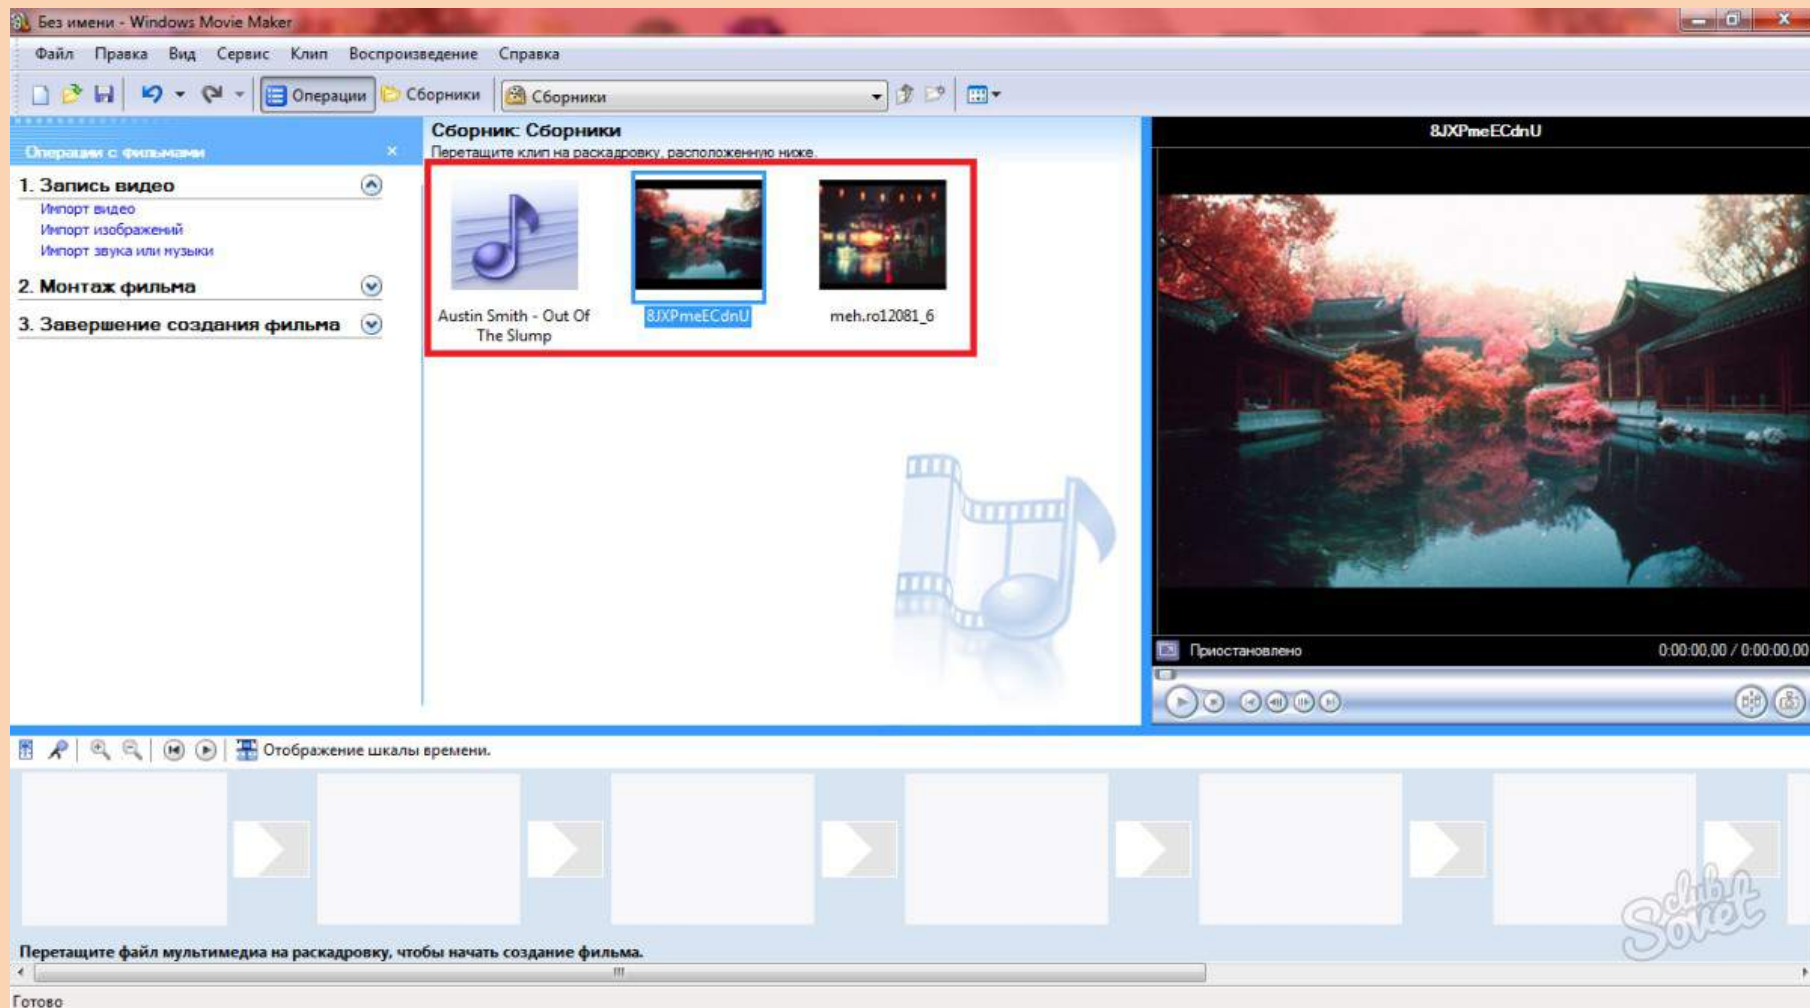 Без имени - Windows Movie Maker
Файл Правка Вид Сервис Клип Воспроизведение Справка
Операции Сборники Сборники
Операции с фильмами
1. Запись видео
Импорт видео
Импорт изображений
Импорт звука или музыки
2. Монтаж фильма
3. Завершение создания фильма
Сборник: Сборники
Перетащите клип на раскадровку, расположенную ниже.
Austin Smith - Out Of
The Slump
8JXPmeECdnU
meh.ro12081_6
8JXPmeECdnU
Приостановлено 0:00:00,00 / 0:00:00,00
Отображение шкалы времени.
Перетащите файл мультимедиа на раскадровку, чтобы начать создание фильма.
Готово
club
Sovet